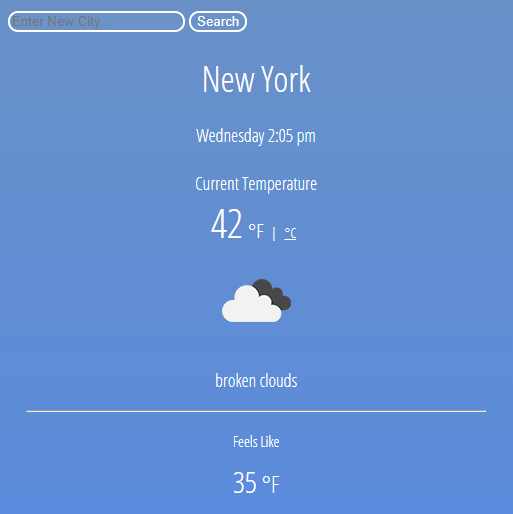 Enter New City... Search
New York
Wednesday 2:05 pm
Current Temperature
42 °F | °C
broken clouds
Feels Like
35 °F